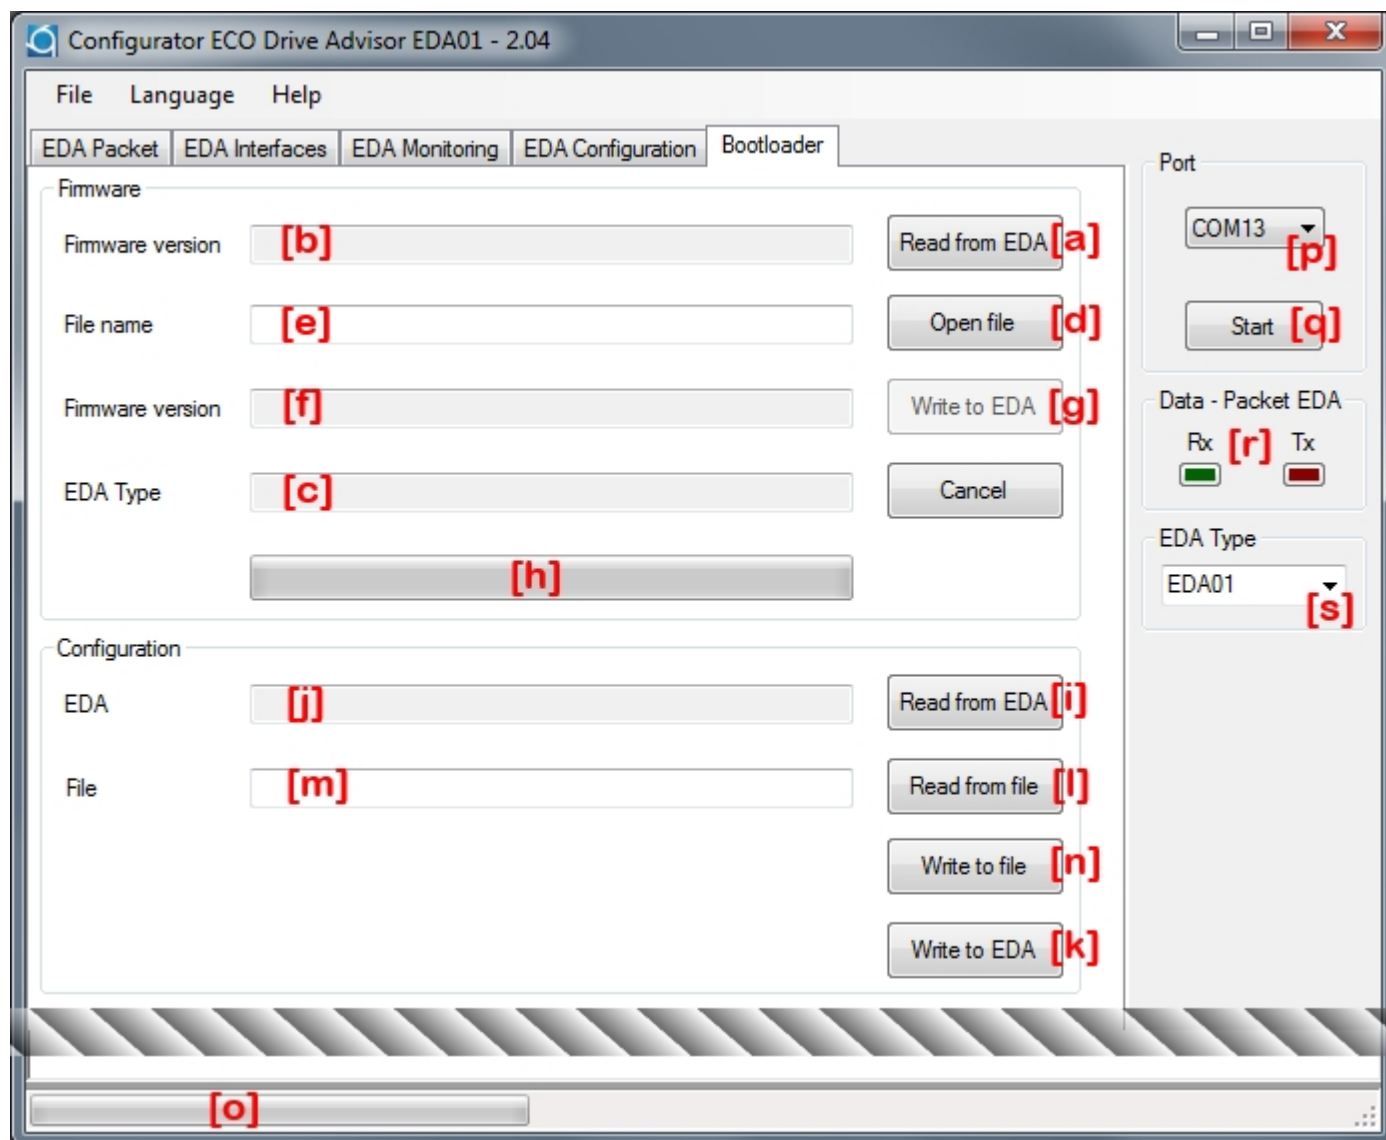 Configurator ECO Drive Advisor EDA01 - 2.04
File Language Help
EDA Packet EDA Interfaces EDA Monitoring EDA Configuration Bootloader
Firmware
Firmware version [b] Read from EDA [a]
File name [e] Open file [d]
Firmware version [f] Write to EDA [g]
EDA Type [c] Cancel
[h]
Configuration
EDA [j] Read from EDA [i]
File [m] Read from file [l]
Write to file [n]
Write to EDA [k]
Port
COM13 [p]
Start [q]
Data - Packet EDA
Rx [r] Tx
EDA Type
EDA01 [s]
[o]